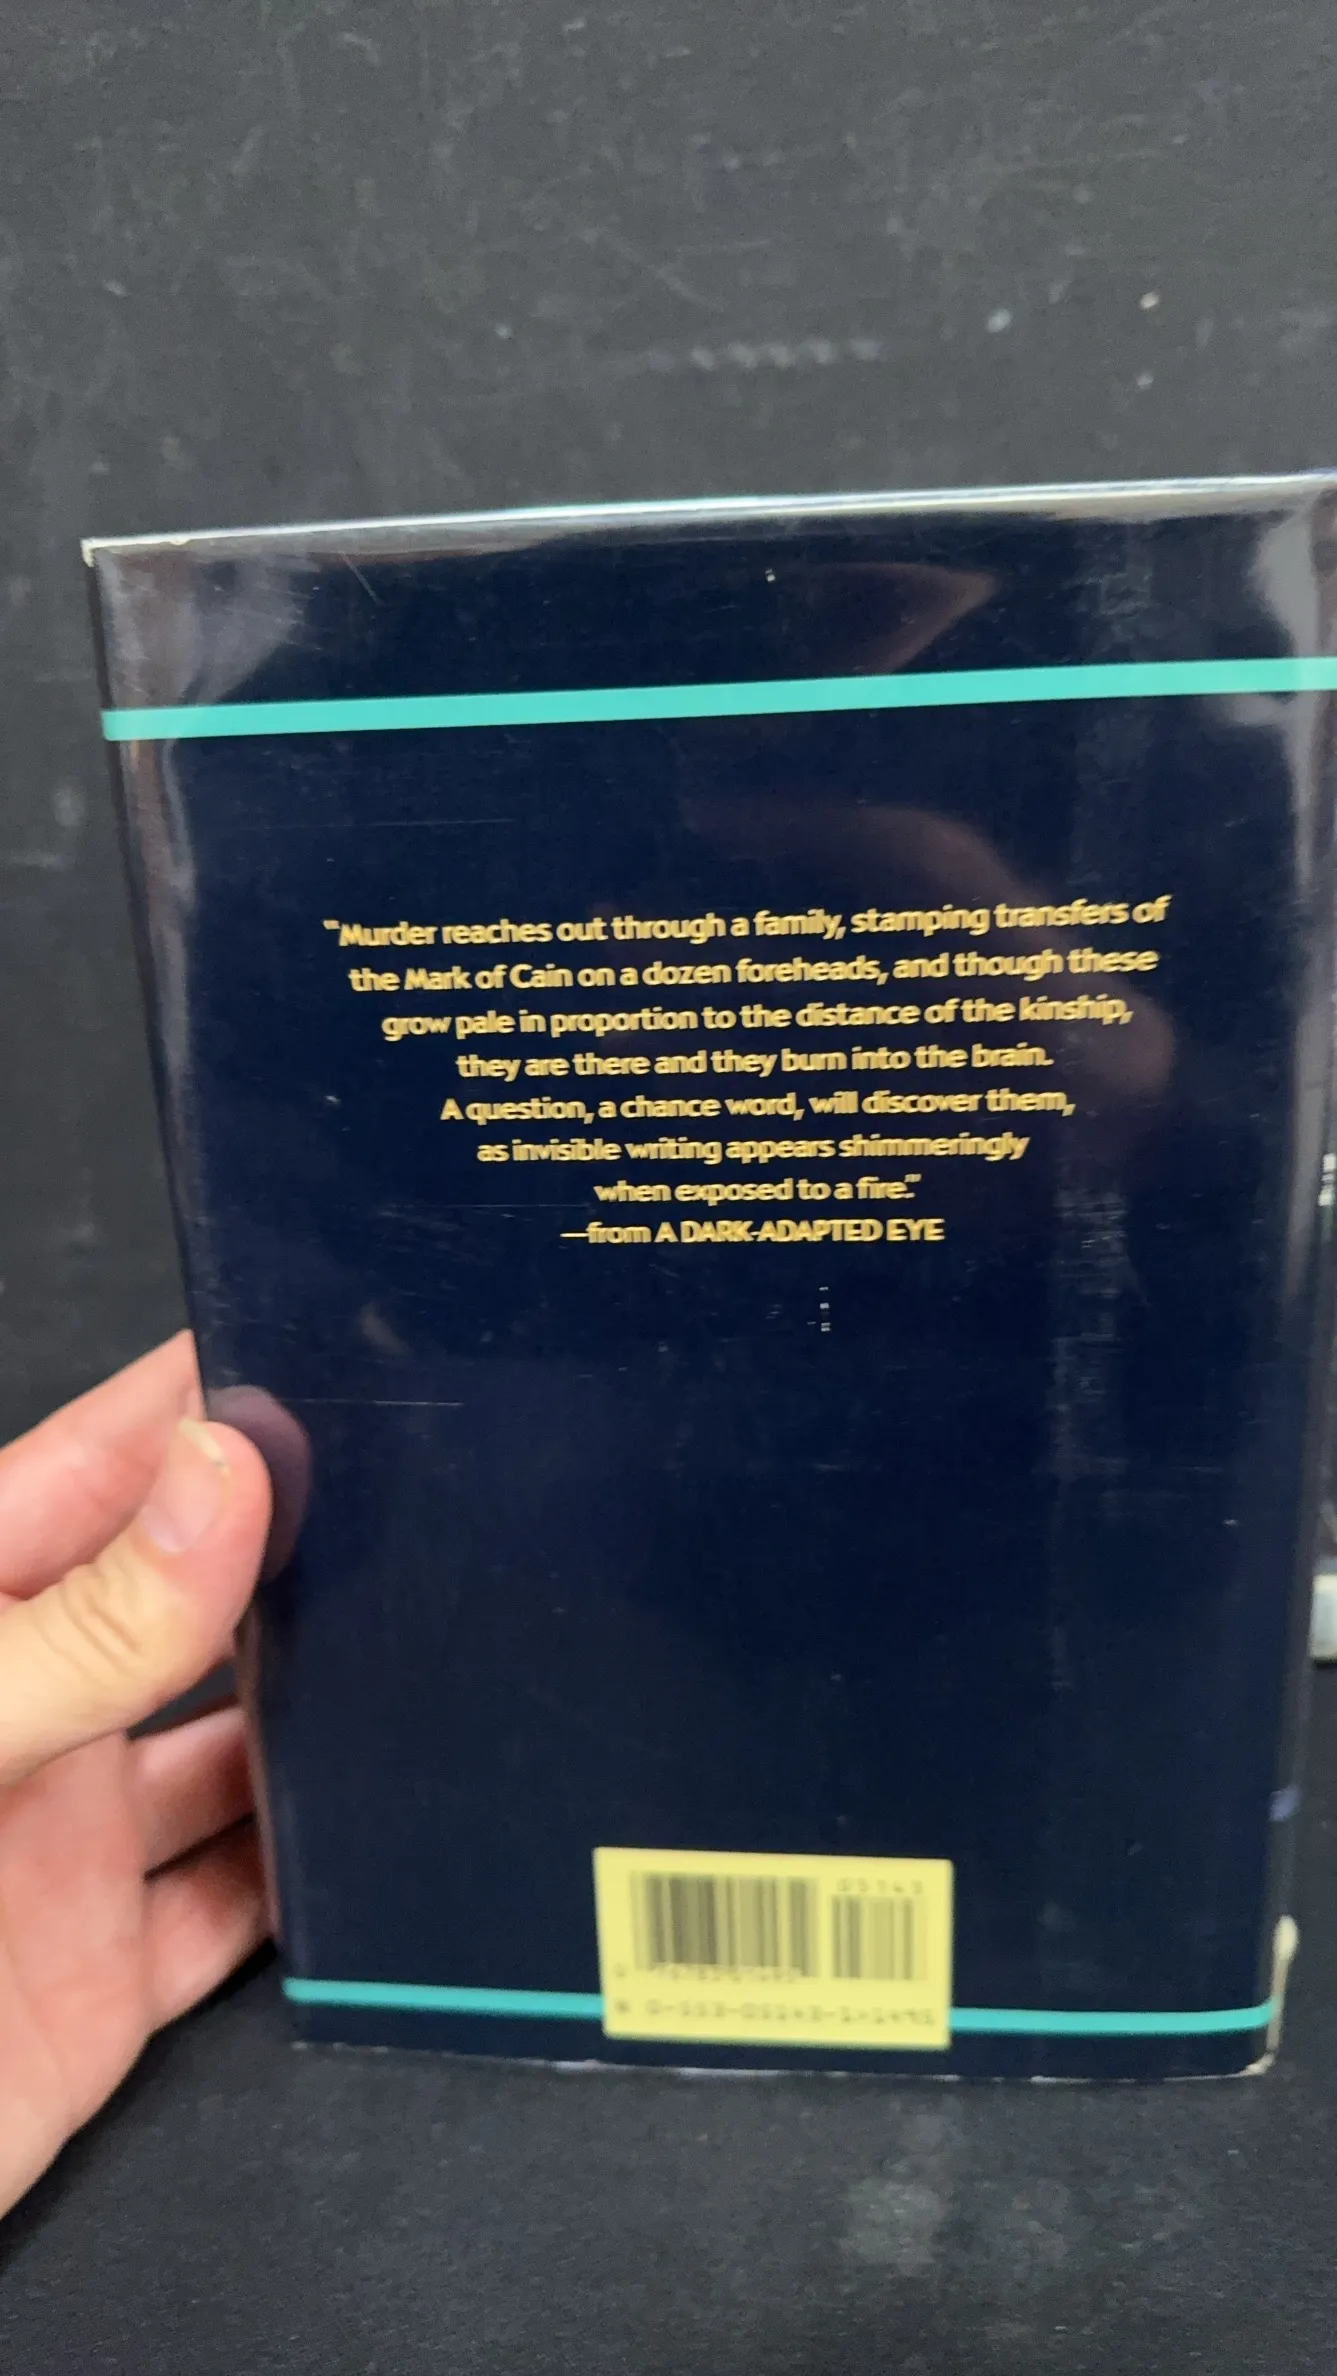 "Murder reaches out through a family, stamping transfers of
the Mark of Cain on a dozen foreheads, and though these
grow pale in proportion to the distance of the kinship,
they are there and they burn into the brain.
A question, a chance word, will discover them,
as invisible writing appears shimmeringly
when exposed to a fire."
—from A DARK-ADAPTED EYE
05143